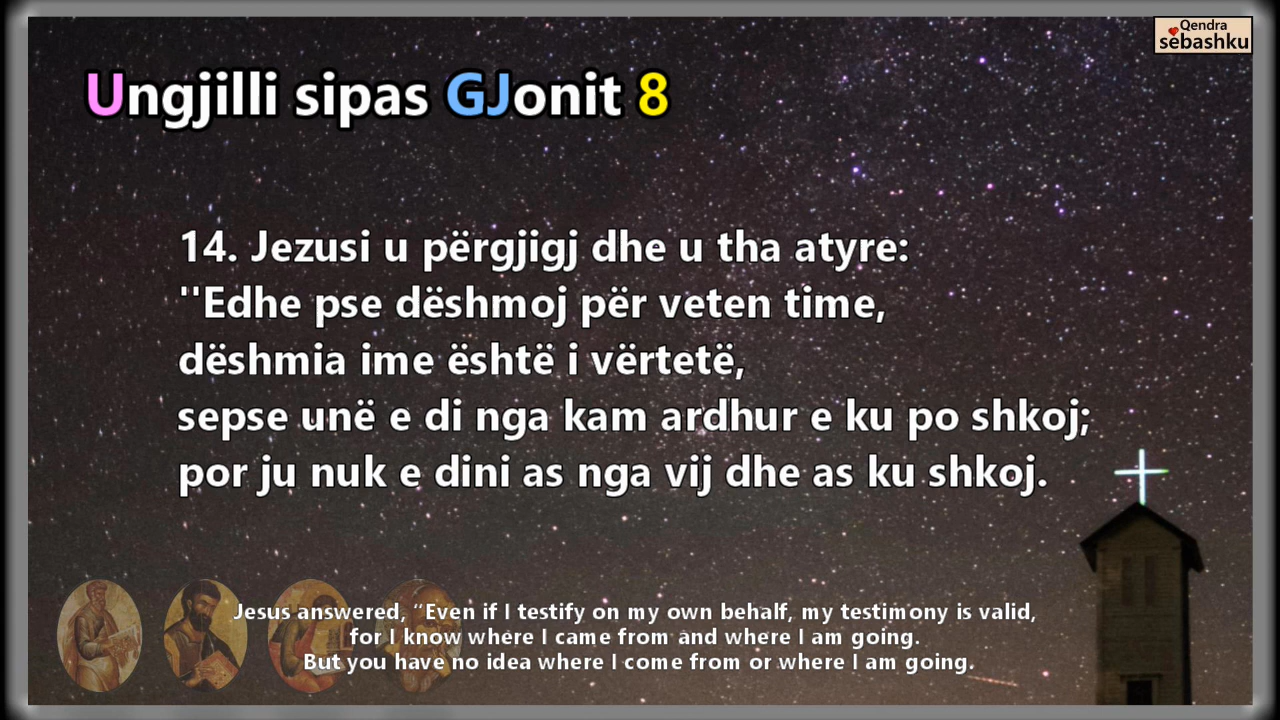 Qendra
sebashku
Ungjilli sipas GJonit 8
14. Jezusi u përgjigj dhe u tha atyre:
''Edhe pse dëshmoj për veten time,
dëshmia ime është i vërtetë,
sepse unë e di nga kam ardhur e ku po shkoj;
por ju nuk e dini as nga vij dhe as ku shkoj.
Jesus answered, ''Even if I testify on my own behalf, my testimony is valid,
for I know where I came from and where I am going.
But you have no idea where I come from or where I am going.